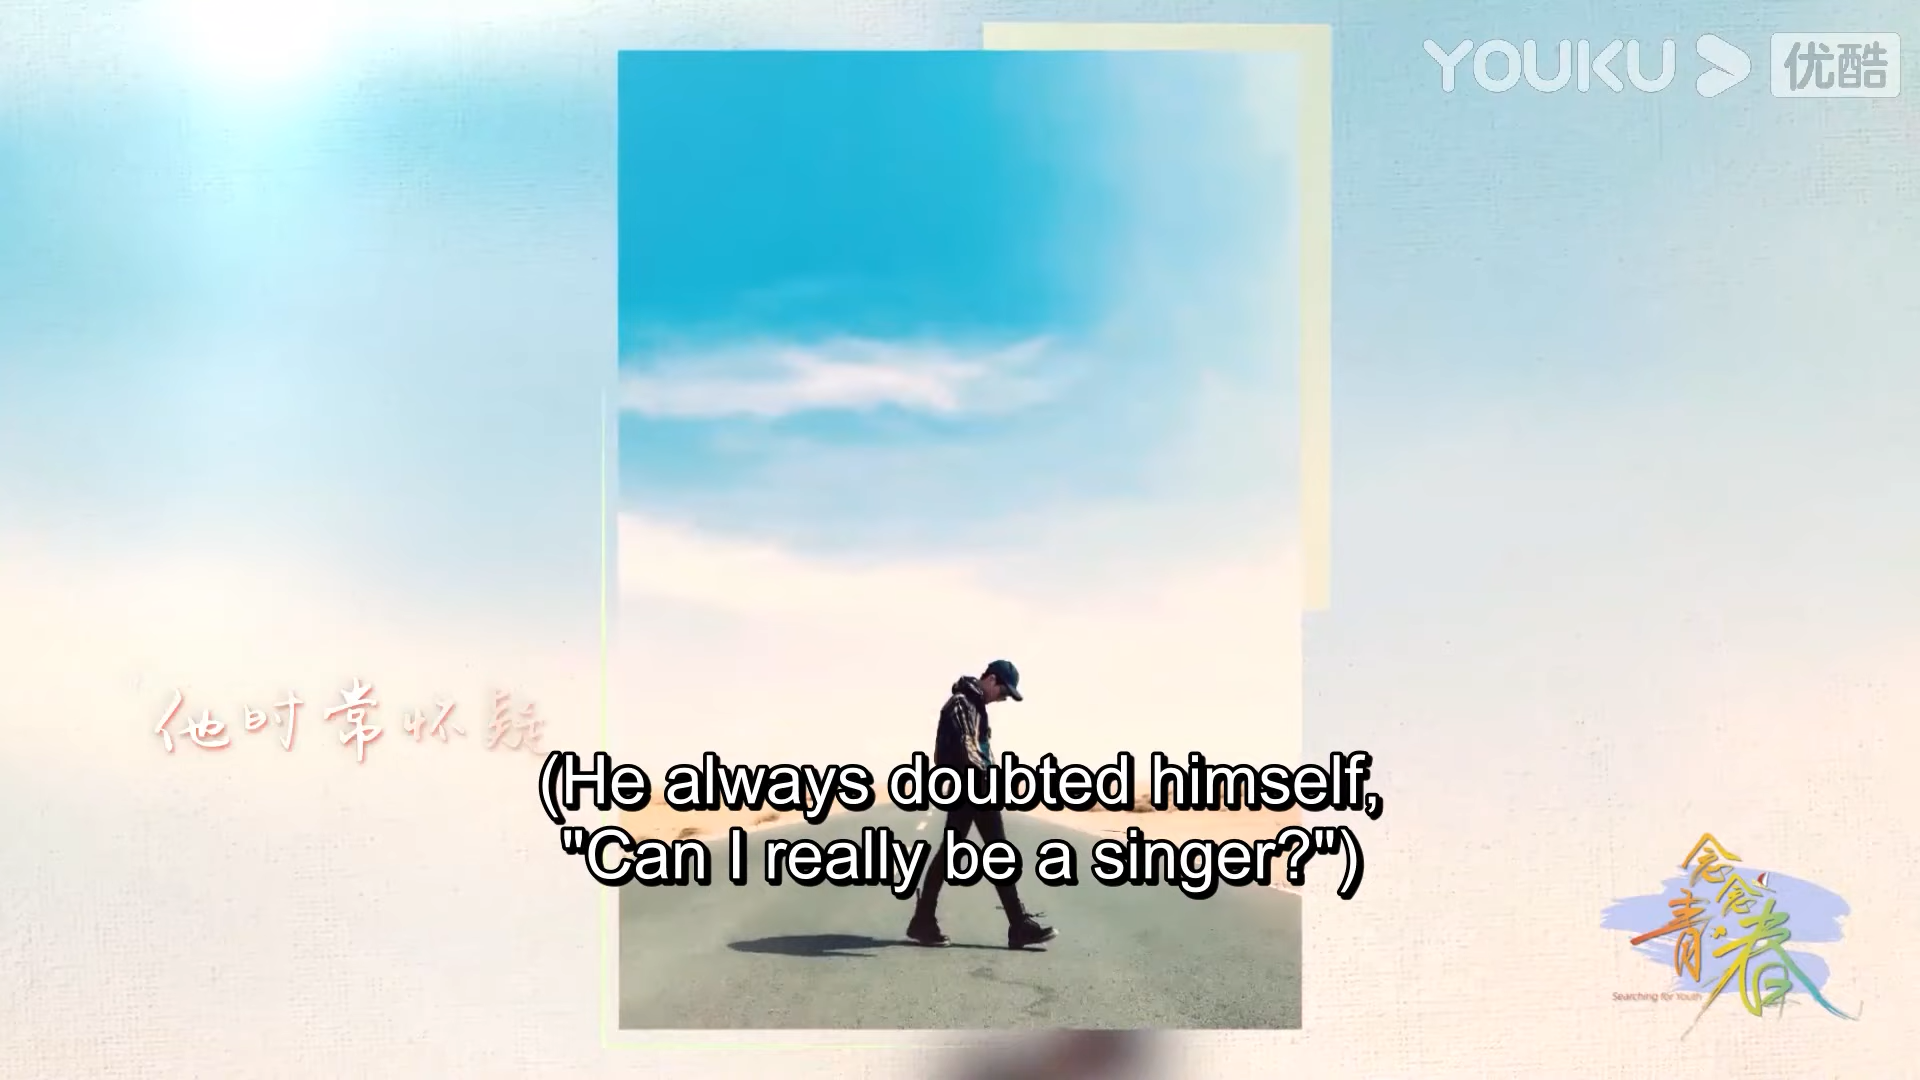 YOUKU 优酷
他时常怀疑
(He always doubted himself,
"Can I really be a singer?")
念念
青春
Searching for Youth